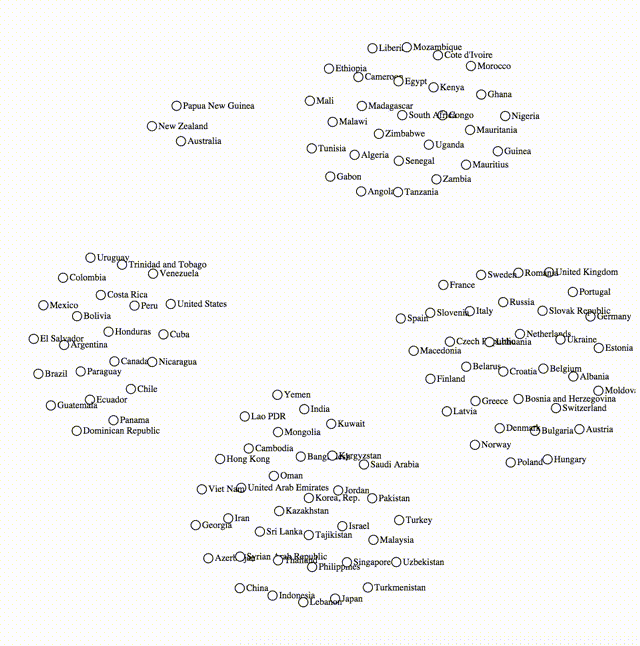 Liberia
Mozambique
Cote d'Ivoire
Morocco
Ethiopia
Cameroon
Egypt
Kenya
Ghana
Mali
Madagascar
South Africa
Congo
Nigeria
Malawi
Mauritania
Zimbabwe
Tunisia
Algeria
Uganda
Guinea
Senegal
Mauritius
Gabon
Zambia
Angola
Tanzania
Papua New Guinea
New Zealand
Australia
Uruguay
Trinidad and Tobago
Venezuela
Colombia
Costa Rica
Mexico
Peru
United States
Bolivia
Honduras
Cuba
El Salvador
Argentina
Canada
Nicaragua
Brazil
Paraguay
Chile
Ecuador
Guatemala
Panama
Dominican Republic
Sweden
Romania
United Kingdom
France
Portugal
Russia
Slovenia
Italy
Slovak Republic
Spain
Germany
Netherlands
Czech
Lithuania
Ukraine
Estonia
Macedonia
Belarus
Croatia
Belgium
Albania
Finland
Moldova
Greece
Bosnia and Herzegovina
Switzerland
Latvia
Denmark
Bulgaria
Austria
Norway
Poland
Hungary
Yemen
India
Lao PDR
Kuwait
Mongolia
Cambodia
Hong Kong
Bangladesh
Kyrgyzstan
Saudi Arabia
Oman
Viet Nam
United Arab Emirates
Jordan
Korea, Rep.
Pakistan
Kazakhstan
Georgia
Iran
Turkey
Sri Lanka
Tajikistan
Israel
Malaysia
Azerbaijan
Syrian Arab Republic
Thailand
Philippines
Singapore
Uzbekistan
China
Indonesia
Lebanon
Japan
Turkmenistan